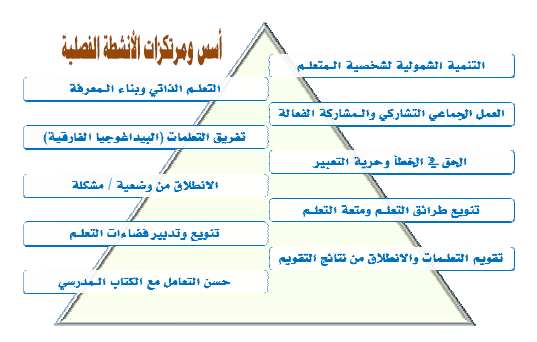 أسس ومرتكزات الأنشطة الفصلية
التنمية الشمولية لشخصية المتعلم
التعلم الذاتي وبناء المعرفة
العمل الجماعي التشاركي والمشاركة الفعالة
تفريق التعلمات (البيداغوجيا الفارقية)
الحق في الخطأ وحرية التعبير
الانطلاق من وضعية / مشكلة
تنويع طرائق التعلم ومتعة التعلم
تنويع وتدبير فضاءات التعلم
تقويم التعلمات والانطلاق من نتائج التقويم
حسن التعامل مع الكتاب المدرسي